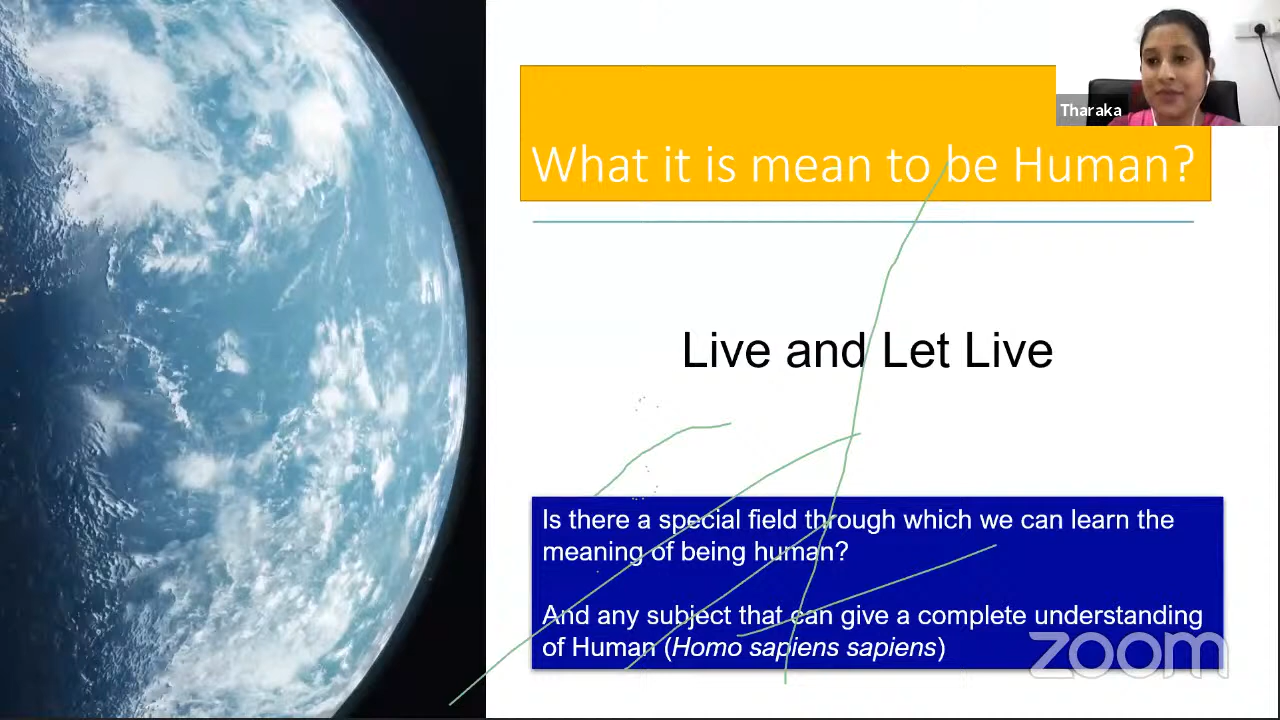 Tharaka
What it is mean to be Human?
Live and Let Live
Is there a special field through which we can learn the
meaning of being human?
And any subject that can give a complete understanding
of Human (Homo sapiens sapiens)
zoom